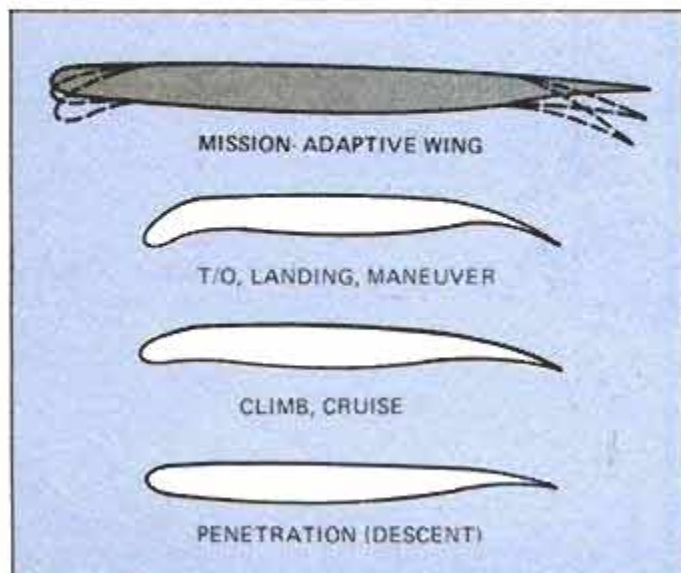 MISSION-ADAPTIVE WING
T/O, LANDING, MANEUVER
CLIMB, CRUISE
PENETRATION (DESCENT)